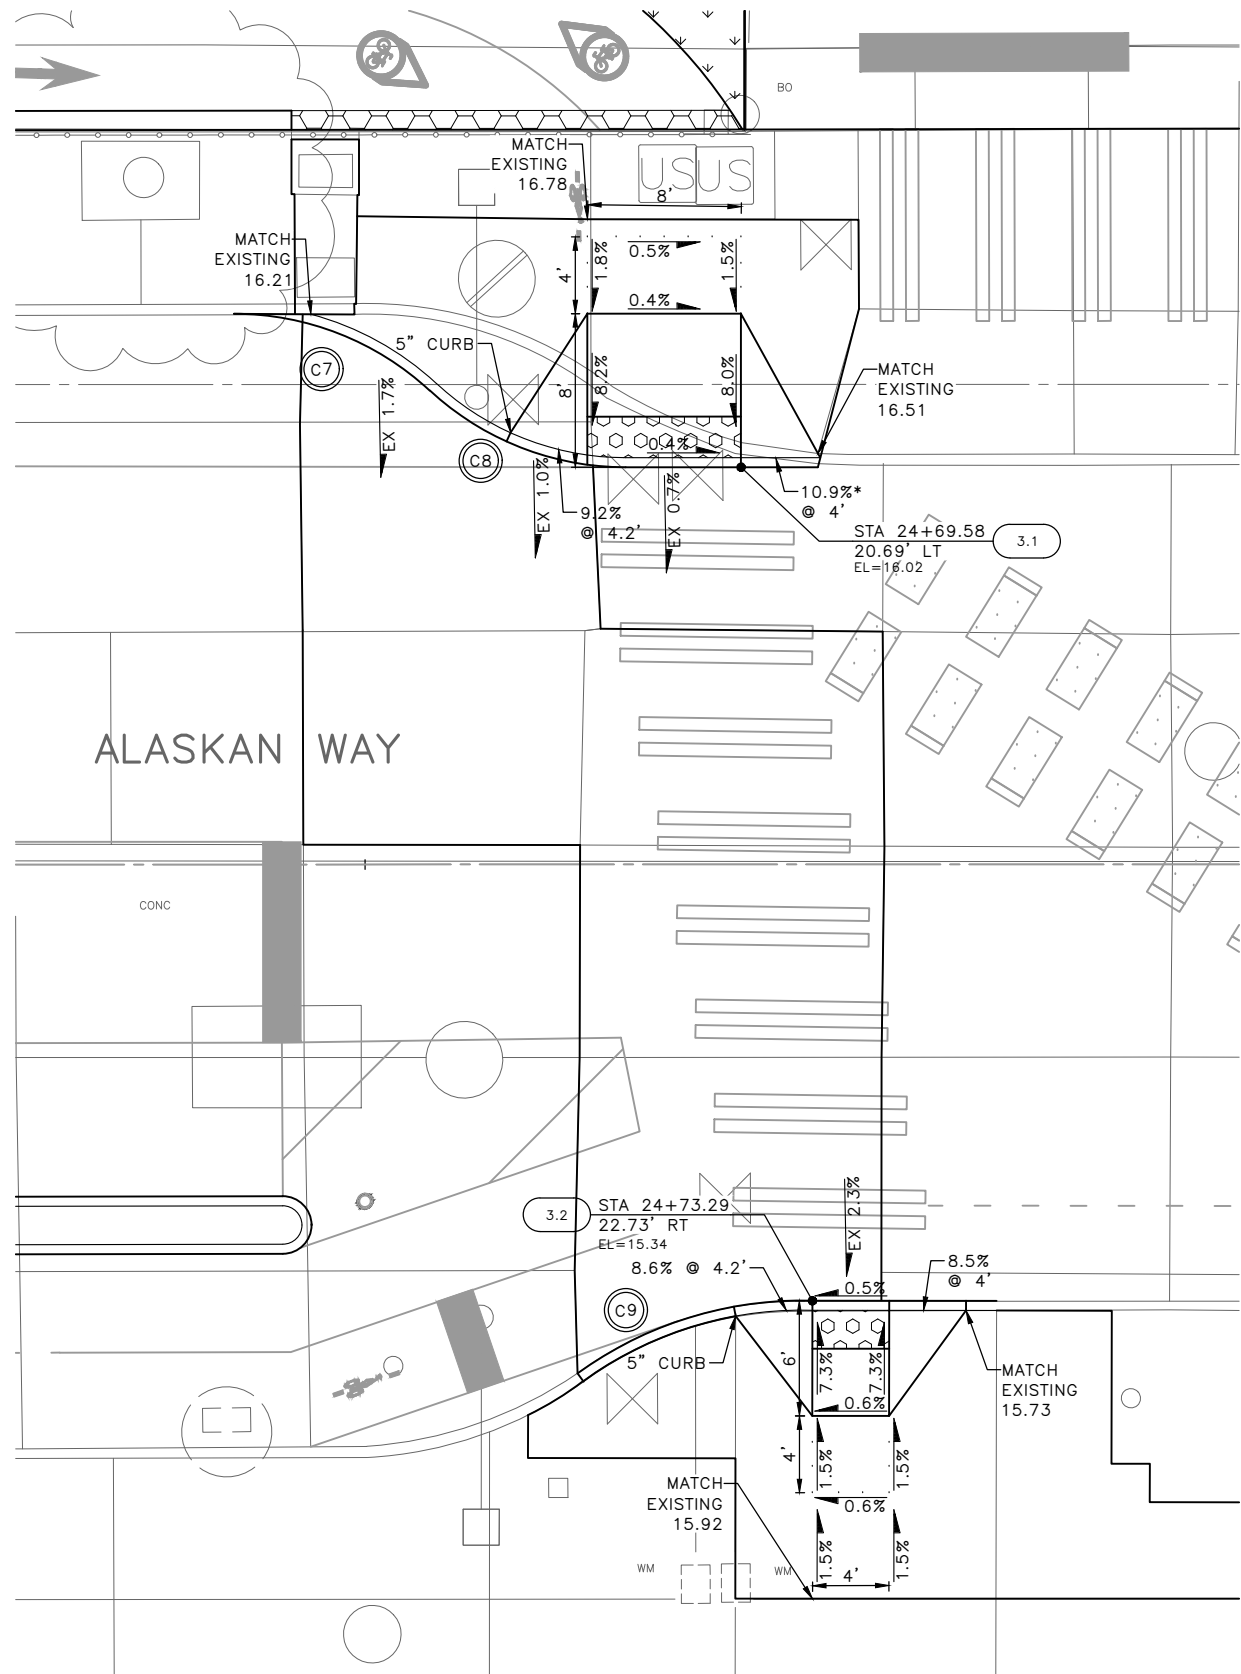 BO
MATCH
EXISTING
16.78
USUS
8'
MATCH
EXISTING
16.21
4'
1.8%
0.5%
1.5%
0.4%
5" CURB
C7
8'
8.2%
8.0%
MATCH
EXISTING
16.51
EX 1.7%
0.4%
C8
EX 1.0%
EX 0.7%
9.2%
@ 4.2'
10.9%*
@ 4'
STA 24+69.58
20.69' LT
EL=16.02
3.1
ALASKAN WAY
CONC
3.2
STA 24+73.29
22.73' RT
EL=15.34
EX 2.3%
8.6% @ 4.2'
8.5%
@ 4'
0.5%
C9
5" CURB
6'
7.3%
7.3%
MATCH
EXISTING
15.73
0.6%
4'
1.5%
1.5%
MATCH
EXISTING
15.92
0.6%
1.5%
1.5%
WM
WM
4'